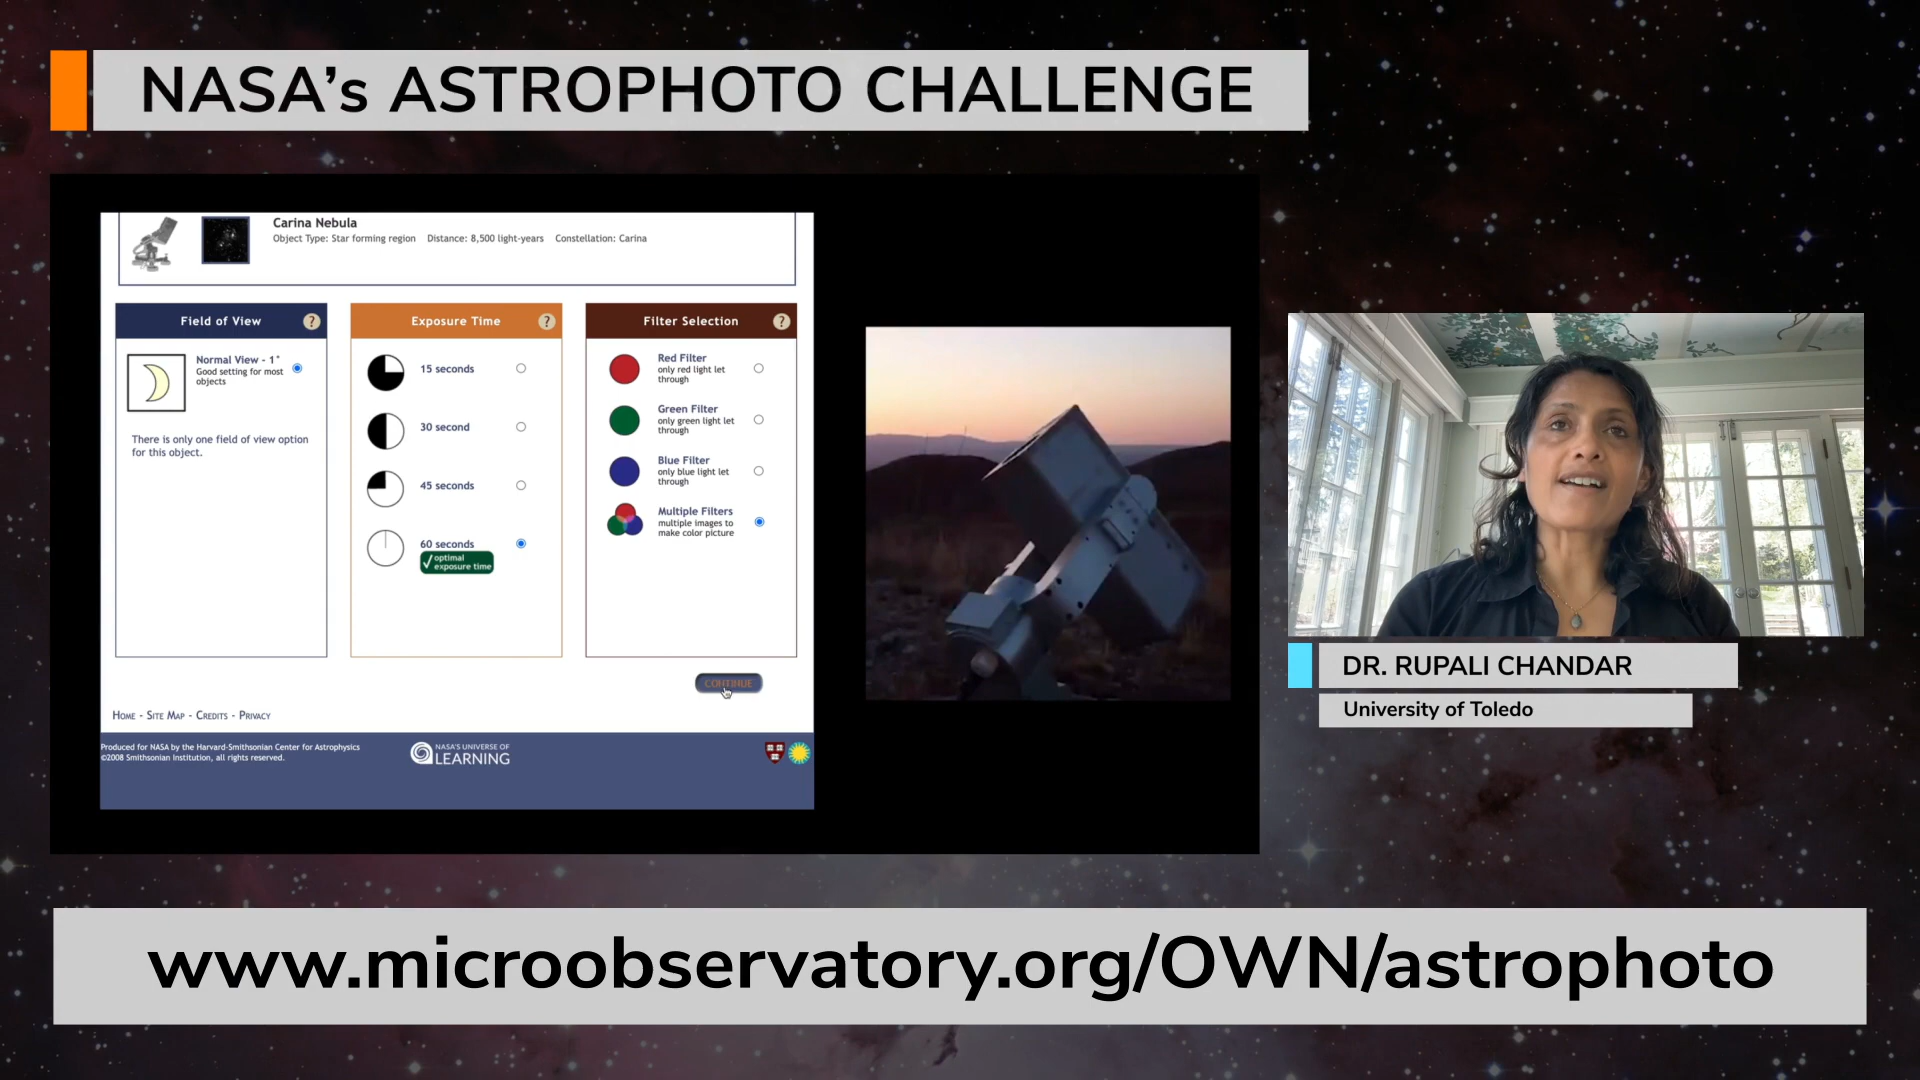 NASA's ASTROPHOTO CHALLENGE
Carina Nebula
Object Type: Star forming region Distance: 8,500 light-years Constellation: Carina
Field of View ?
Normal View - 1°
Good setting for most
objects
There is only one field of view option
for this object.
Exposure Time ?
15 seconds
30 second
45 seconds
60 seconds
✓optimal
exposure time
Filter Selection ?
Red Filter
only red light let
through
Green Filter
only green light let
through
Blue Filter
only blue light let
through
Multiple Filters
multiple images to
make color picture
CONTINUE
HOME - SITE MAP - CREDITS - PRIVACY
Produced for NASA by the Harvard-Smithsonian Center for Astrophysics
©2008 Smithsonian Institution, all rights reserved.
NASA'S UNIVERSE OF
LEARNING
DR. RUPALI CHANDAR
University of Toledo
www.microobservatory.org/OWN/astrophoto